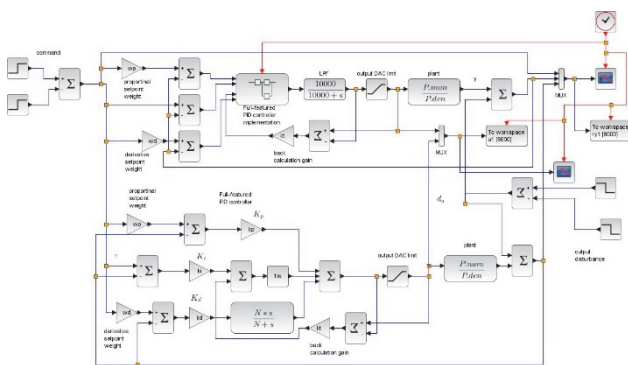 command
wp
proportinal
setpoint
weight
Σ
Σ
Σ
Σ
wd
derivative
setpoint
weight
Full-featured
PID controller
implementation
LPF
10000
10000 + s
output DAC limit
plant
P.num
P.den
y
Σ
MUX
kt
back
calculation gain
Σ
MUX
To workspace
u1 [8000]
To workspace
ry1 [8000]
proportinal
setpoint
weight
wp
Σ
Full-featured
PID controller
Kp
kp
r
Σ
Ki
ki
Σ
1/s
Σ
output DAC limit
Kd
wd
Σ
kd
N * s
N + s
derivative
setpoint
weight
kt
back
calculation gain
Σ
plant
P.num
P.den
Σ
do
Σ
output
disturbance